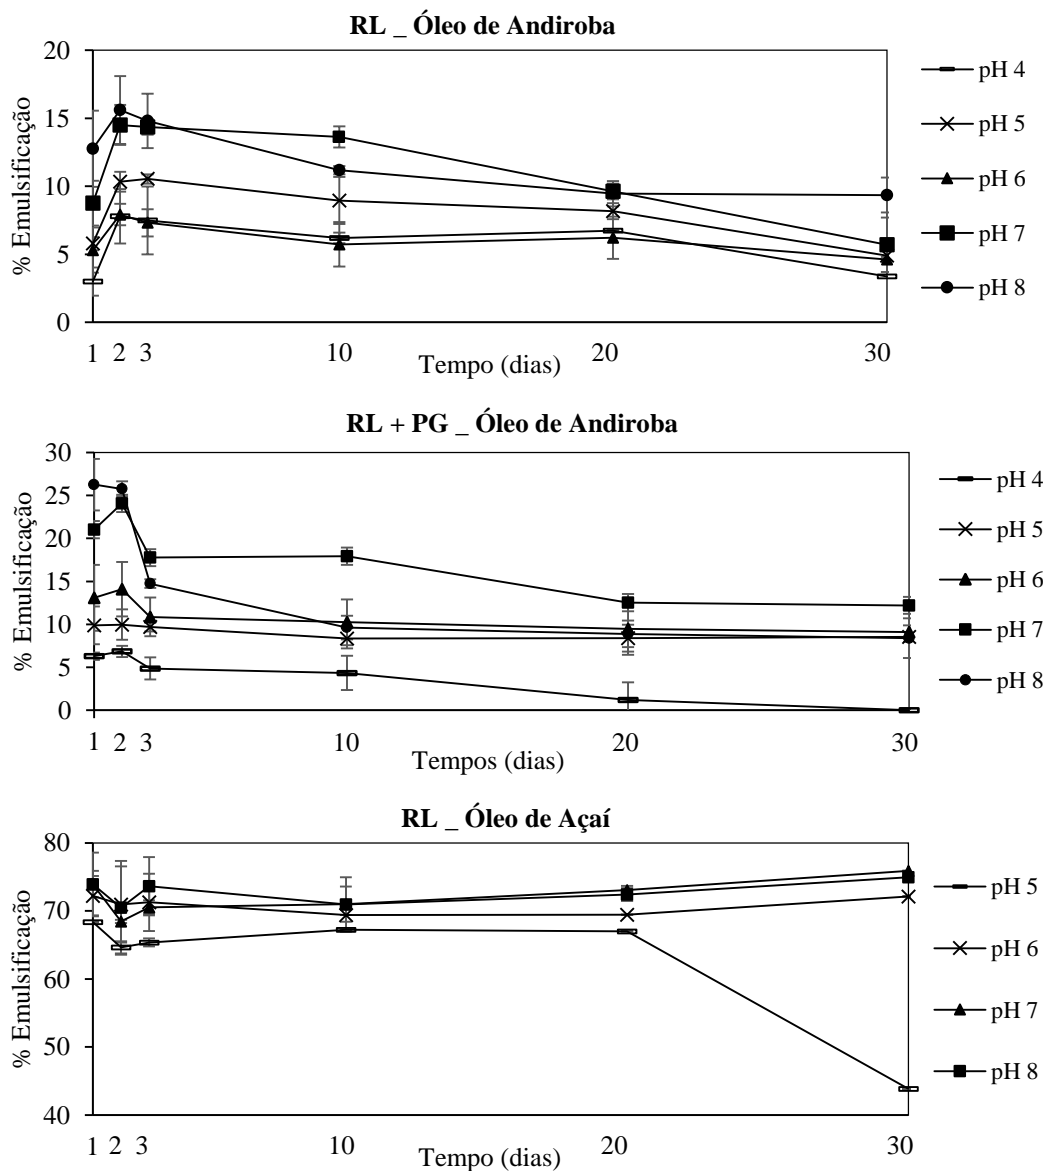 RL _ Óleo de Andiroba
% Emulsificação
20
15
10
5
0
1 2 3 10 20 30
Tempo (dias)
pH 4
pH 5
pH 6
pH 7
pH 8
RL + PG _ Óleo de Andiroba
% Emulsificação
30
25
20
15
10
5
0
1 2 3 10 20 30
Tempos (dias)
pH 4
pH 5
pH 6
pH 7
pH 8
RL _ Óleo de Açaí
% Emulsificação
80
70
60
50
40
1 2 3 10 20 30
Tempo (dias)
pH 5
pH 6
pH 7
pH 8